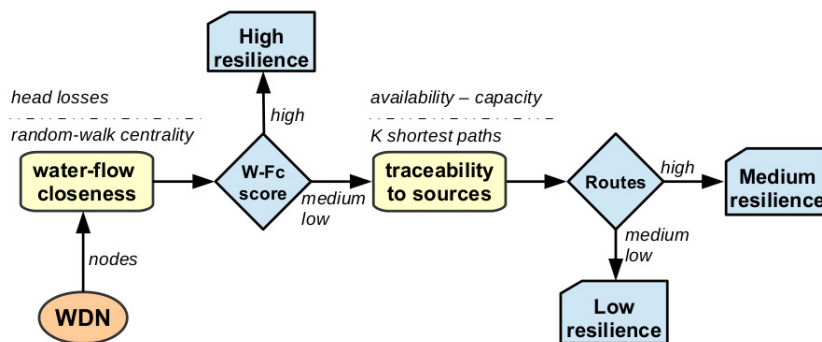 High
resilience
head losses
random-walk centrality
availability – capacity
K shortest paths
high
water-flow
closeness
W-Fc
score
medium
low
traceability
to sources
Routes
high
Medium
resilience
medium
low
nodes
WDN
Low
resilience